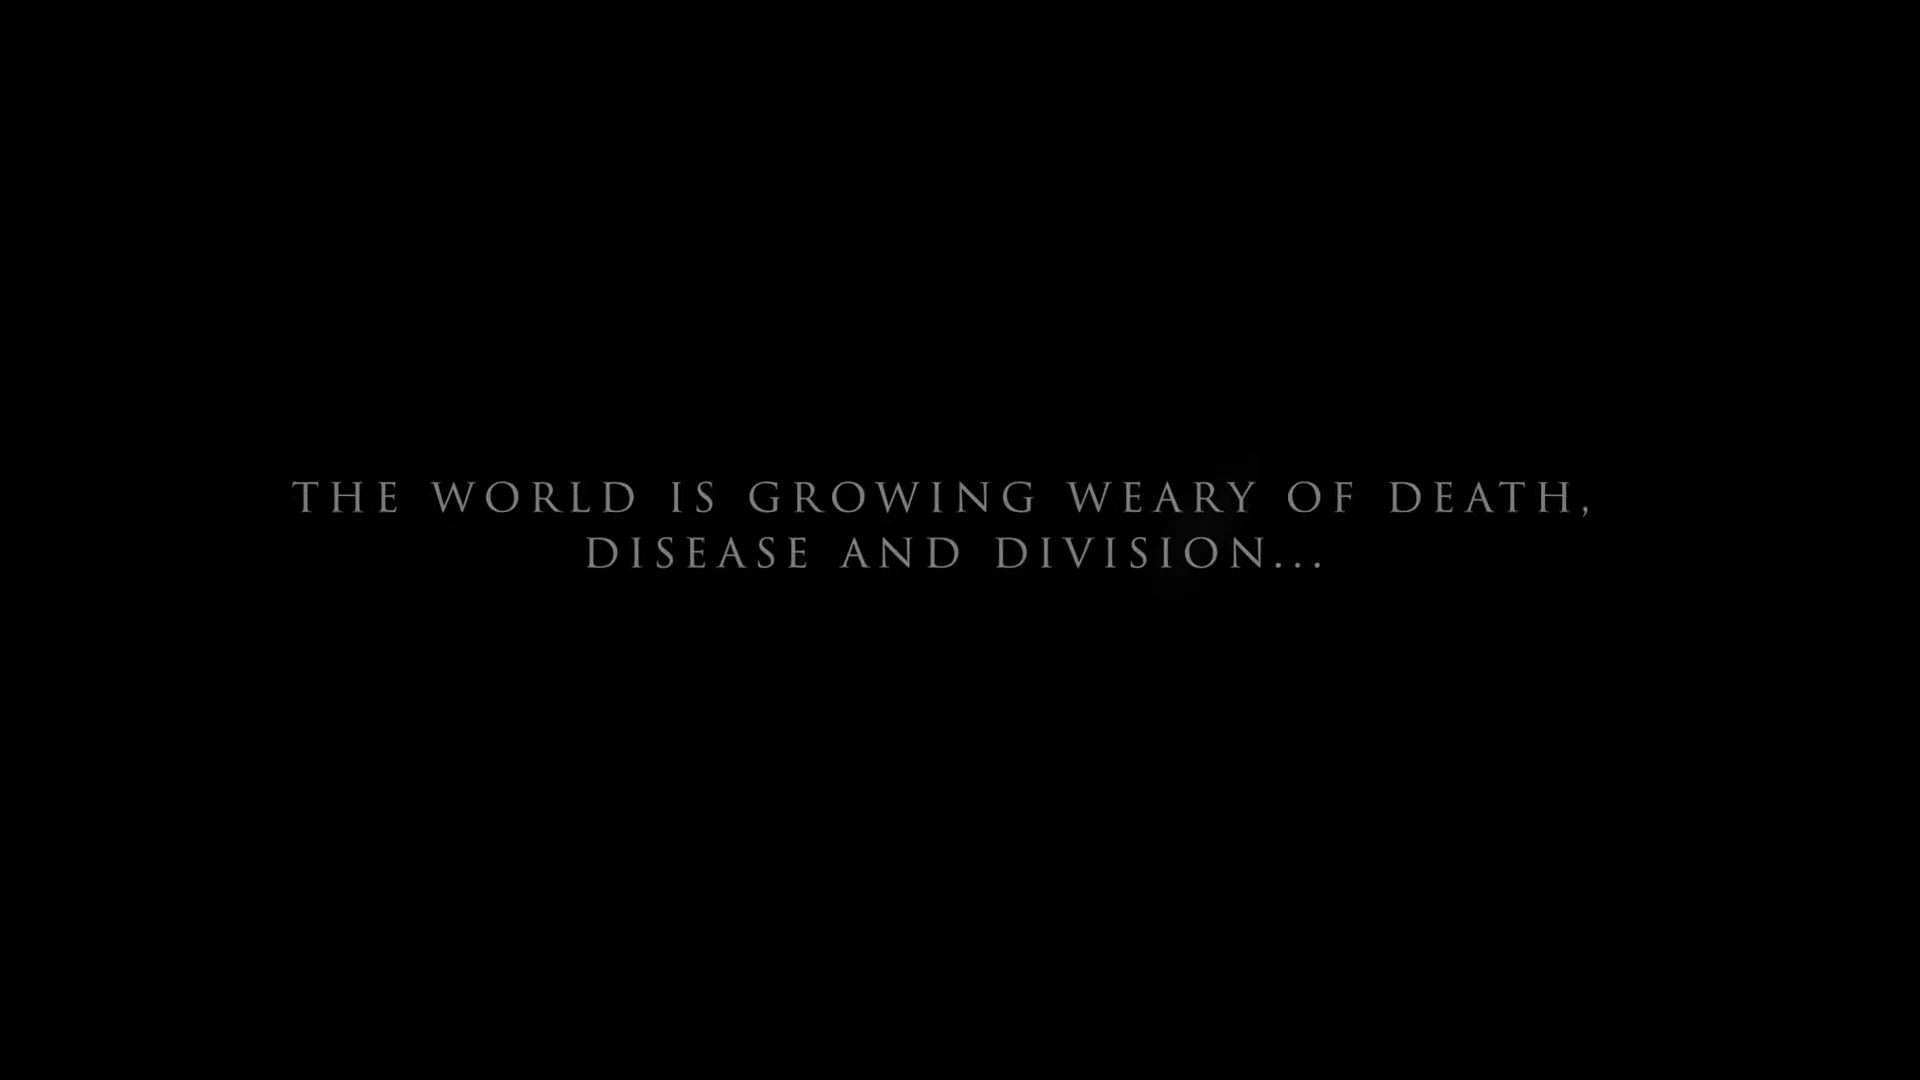 THE WORLD IS GROWING WEARY OF DEATH,
DISEASE AND DIVISION...